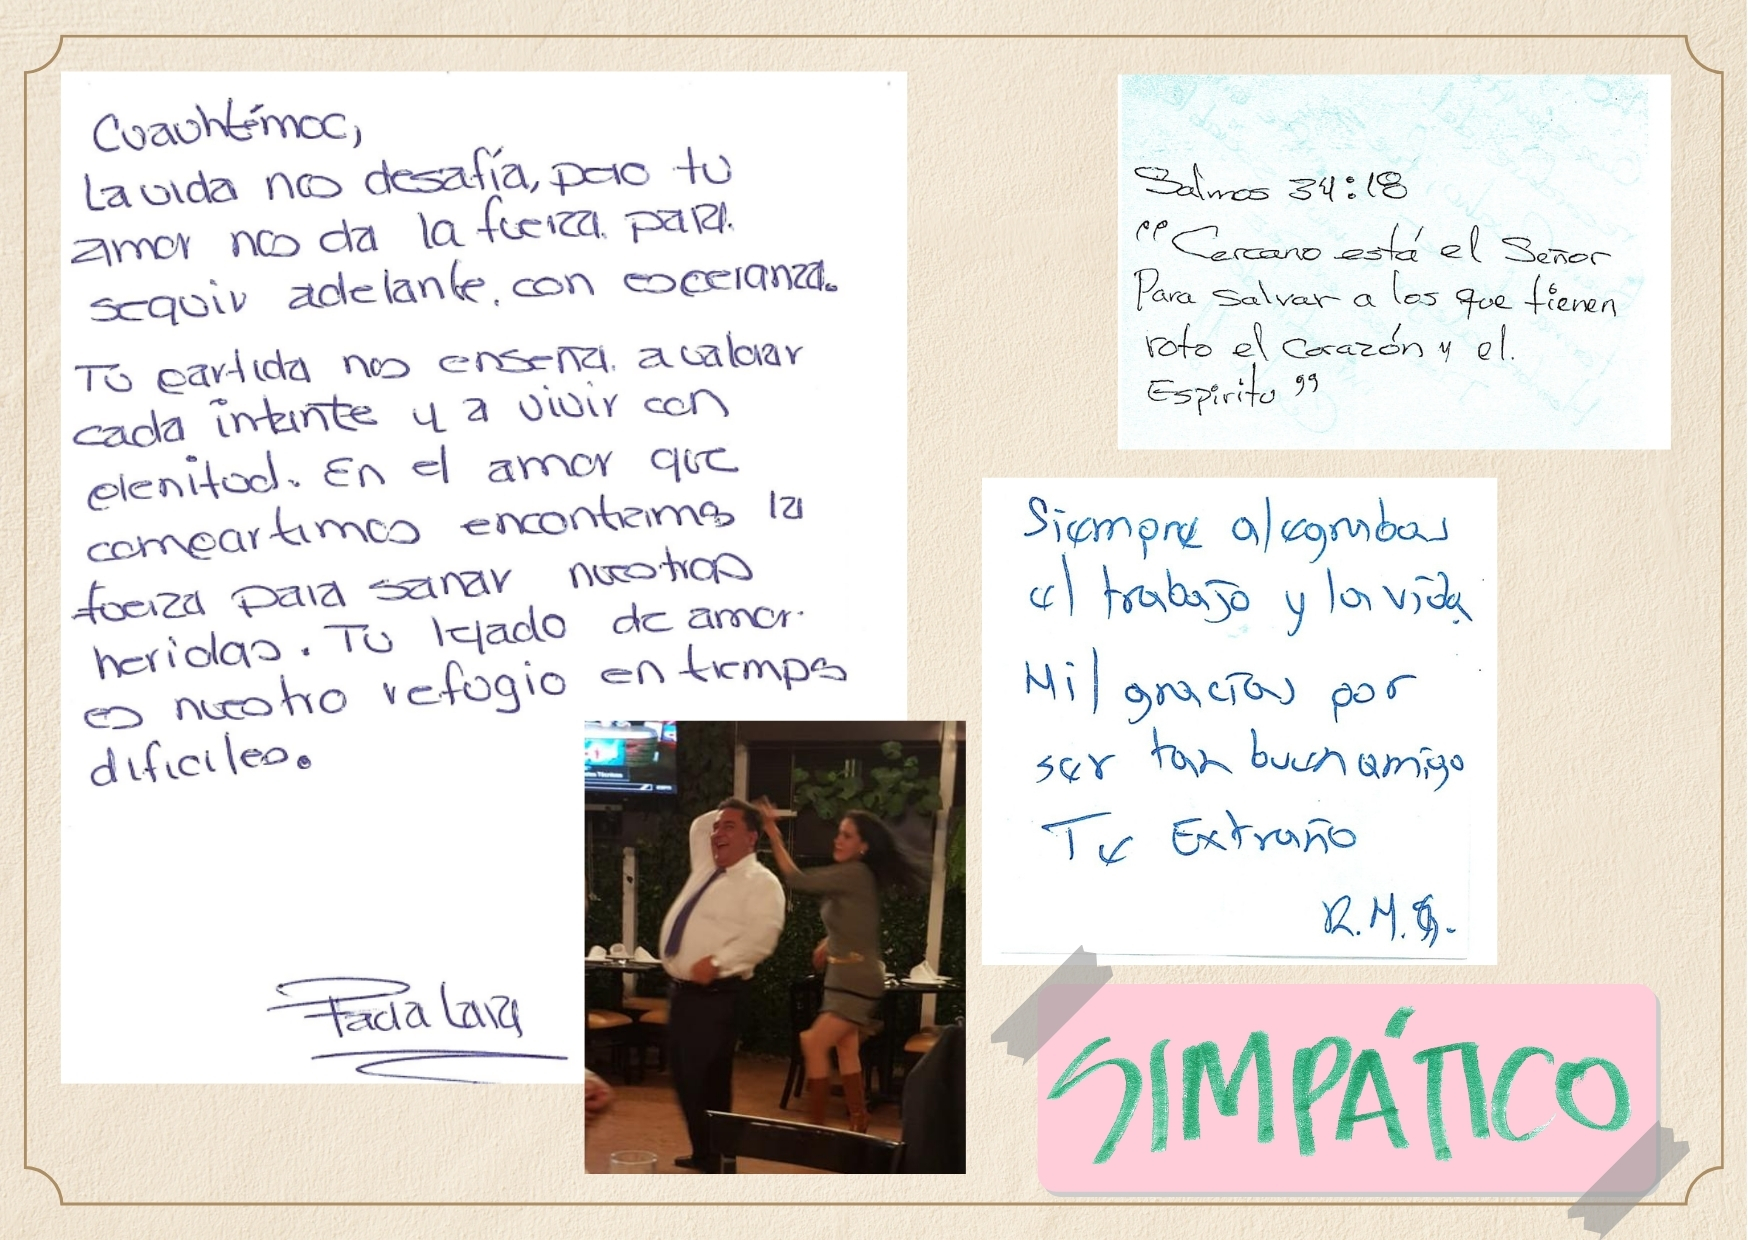 Cuauhtémoc,
La vida nos desafía, pero tu
amor nos da la fuerza para
seguir adelante, con esperanza.
Tu partida nos enseña a valorar
cada instante y a vivir con
plenitud. En el amor que
compartimos encontramos la
fuerza para sanar nuestras
heridas. Tu legado de amor
es nuestro refugio en tiempos
dificiles.
Lara
Salmos 34:18
"Cercano está el Señor
Para salvar a los que tienen
roto el Corazón y el
Espiritu"
Siempre alegrabas
el trabajo y la vida
Mil gracias por
ser tan buen amigo
Te Extraño
R.M.G.
SIMPÁTICO